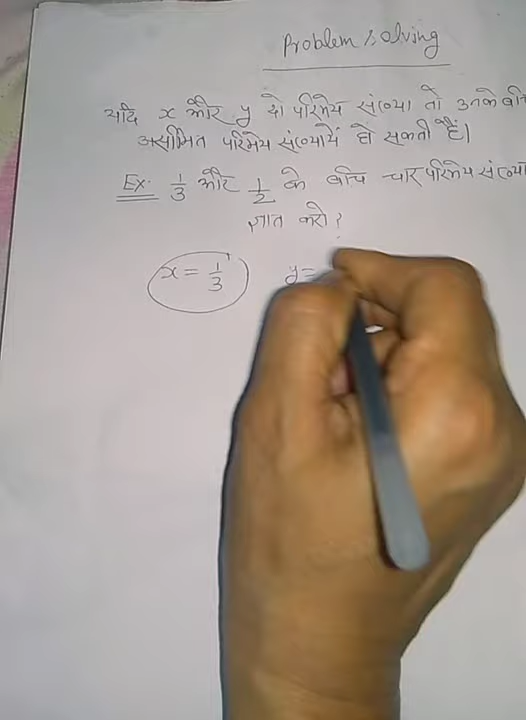 Problem solving
यदि x और y दो परिमेय संख्या तो उनके बीच
असीमित परिमेय संख्यायें हो सकती हैं।
Ex. 1/3 और 1/2 के बीच चार परिमेय संख्या
ज्ञात करो?
x = 1/3 y =